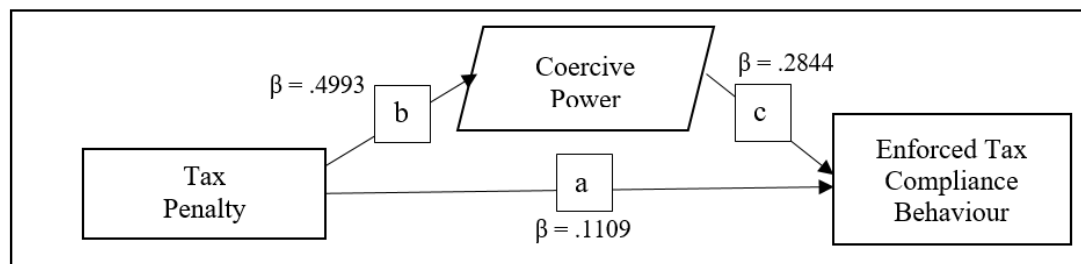 Coercive
Power
β = .4993
β = .2844
b
c
Tax
Penalty
a
Enforced Tax
Compliance
Behaviour
β = .1109